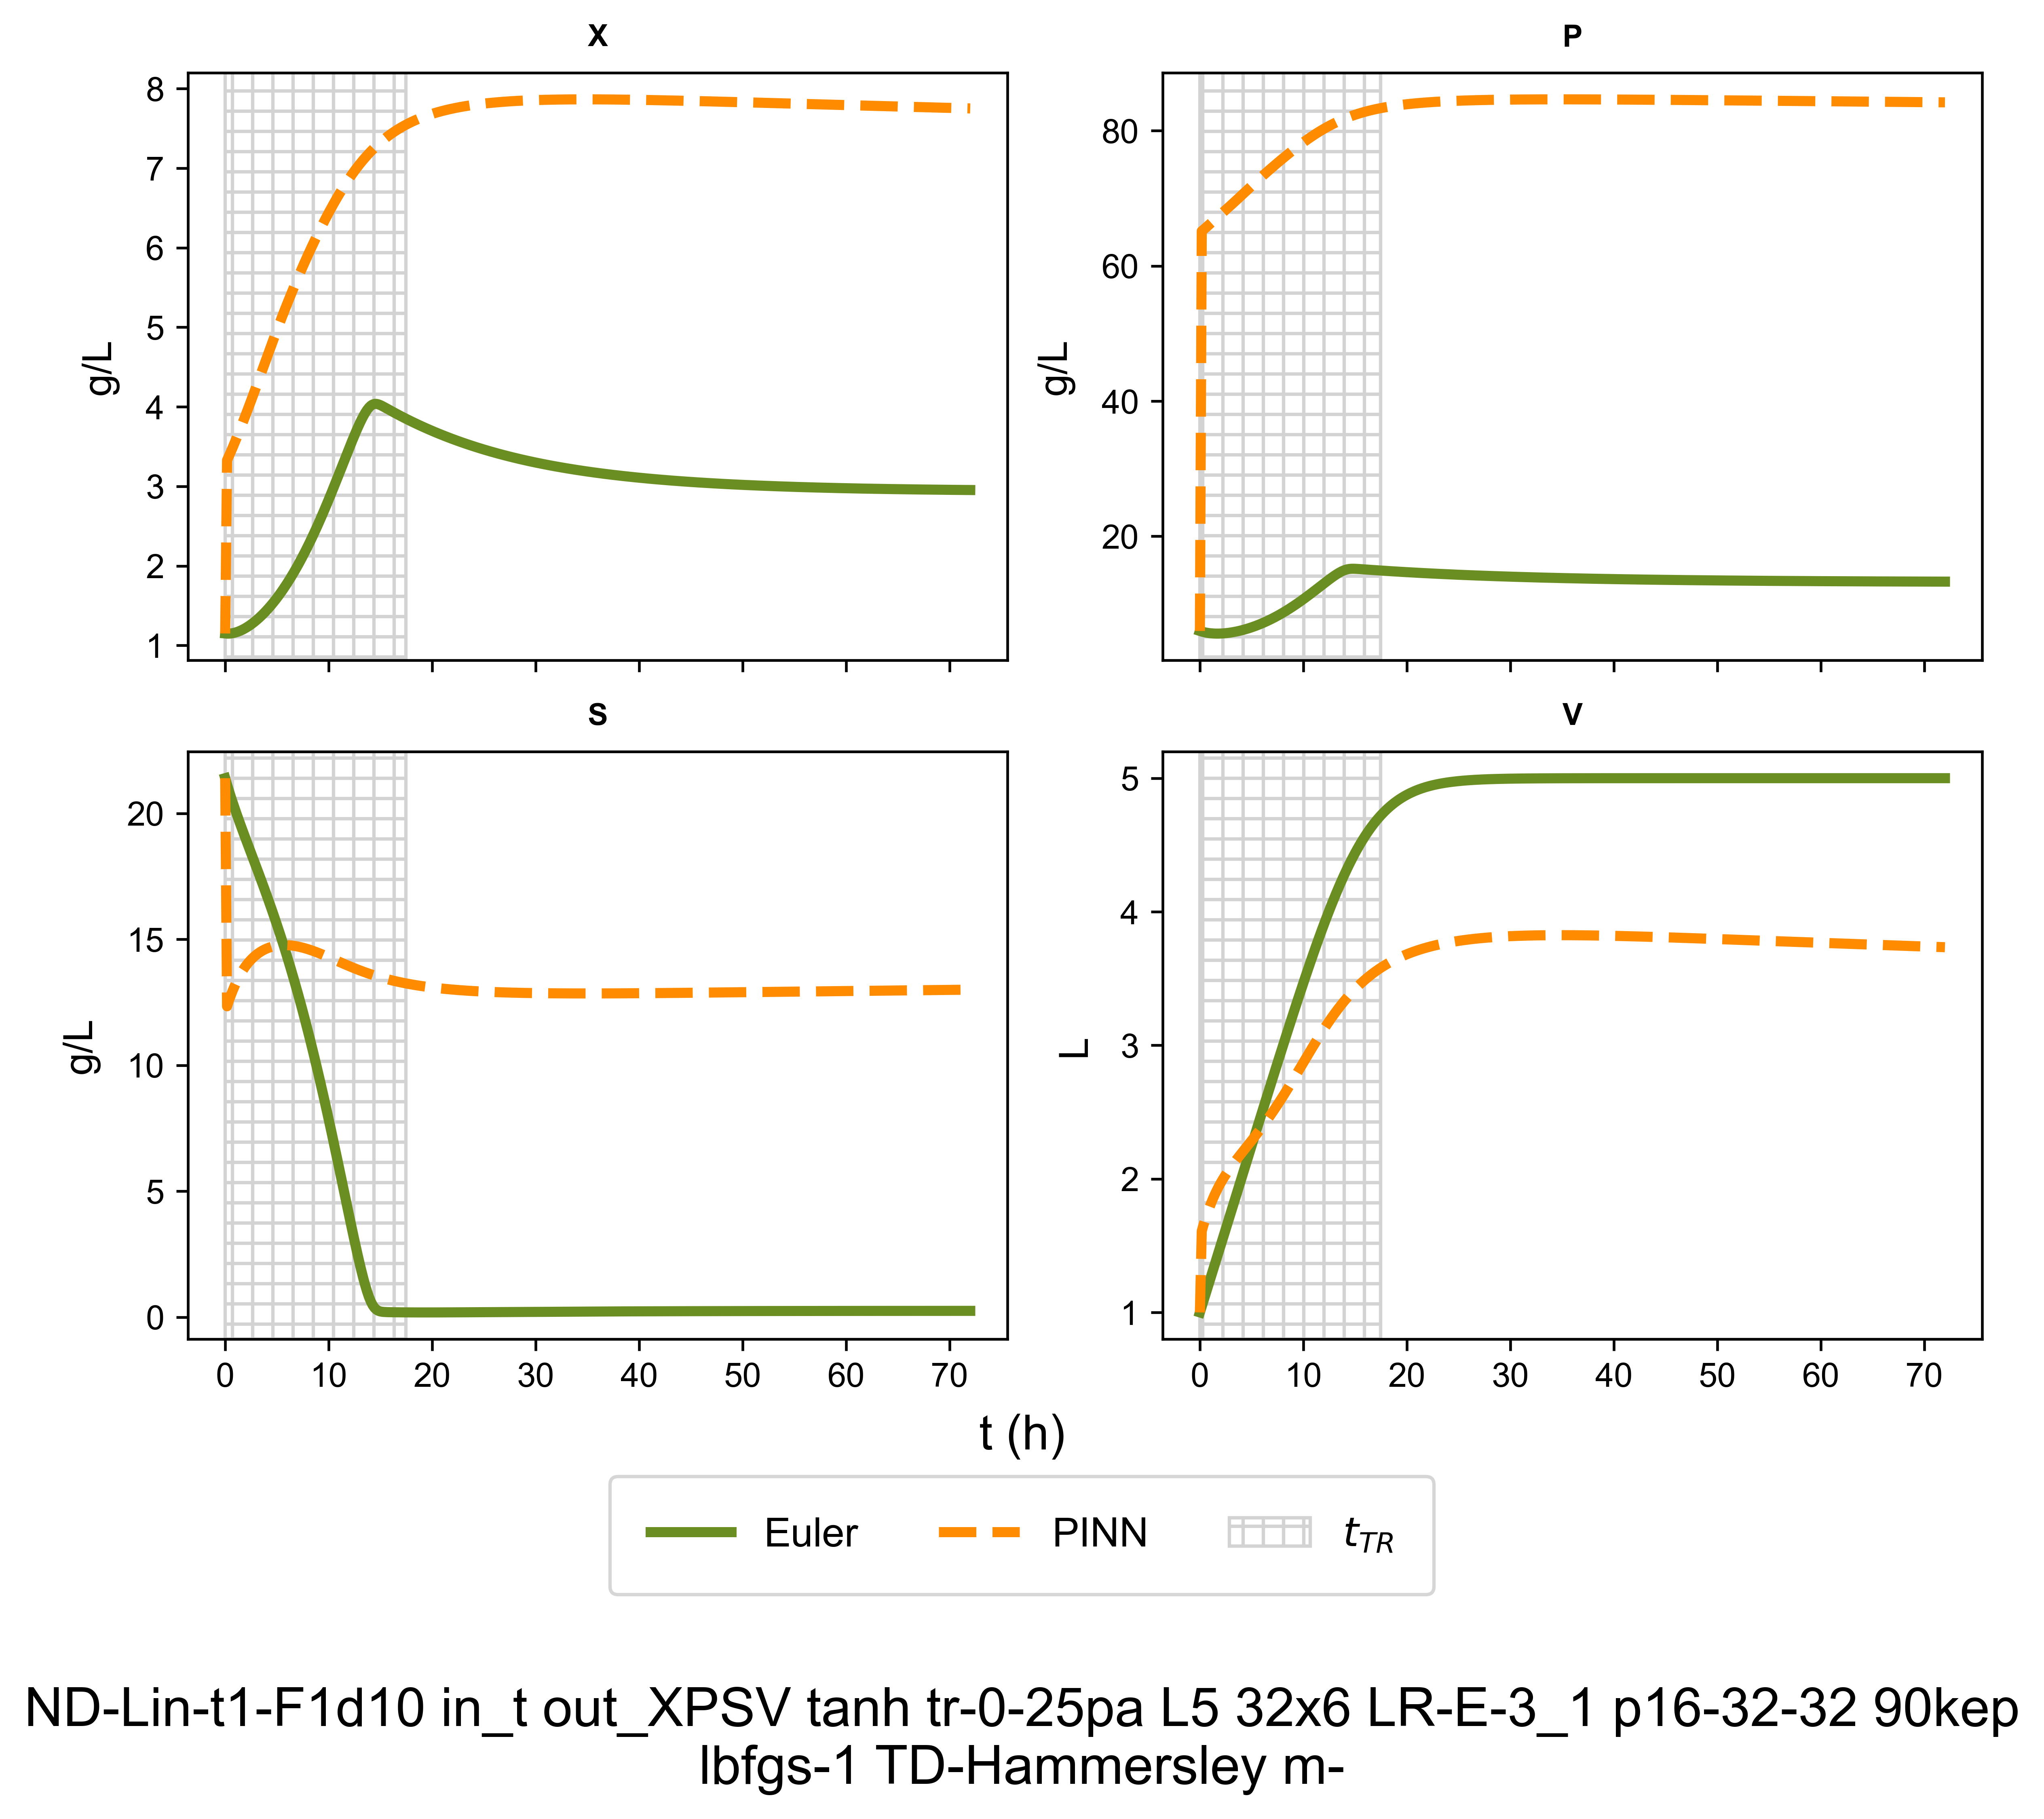 X
P
8
7
6
5
4
3
2
1
g/L
80
60
40
20
g/L
S
V
20
15
10
5
0
g/L
5
4
3
2
1
L
0 10 20 30 40 50 60 70
0 10 20 30 40 50 60 70
t (h)
Euler PINN t_TR
ND-Lin-t1-F1d10 in_t out_XPSV tanh tr-0-25pa L5 32x6 LR-E-3_1 p16-32-32 90kep
lbfgs-1 TD-Hammersley m-